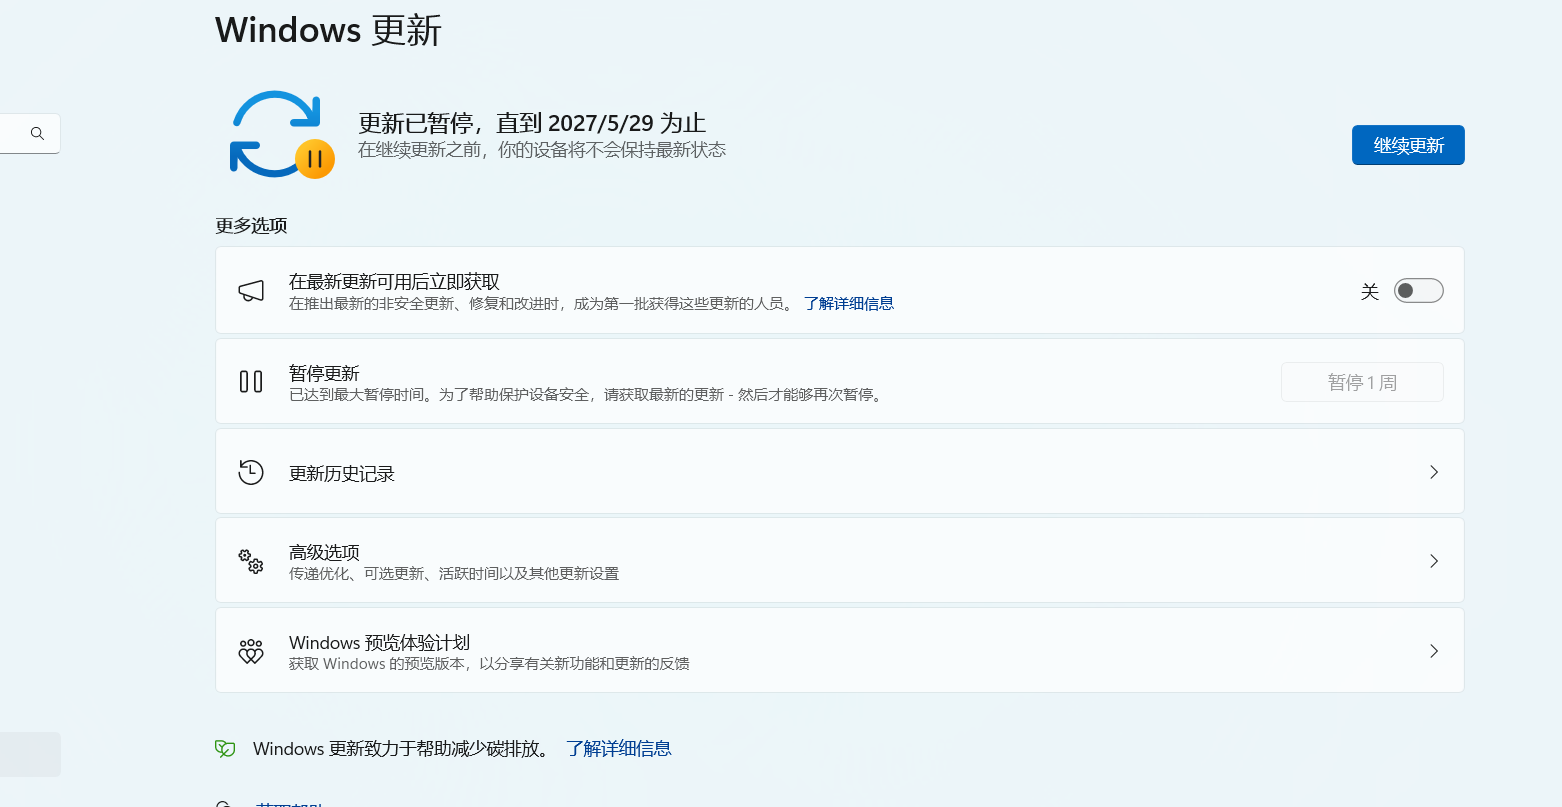 Windows 更新
更新已暂停，直到 2027/5/29 为止
在继续更新之前，你的设备将不会保持最新状态
继续更新
更多选项
在最新更新可用后立即获取
在推出最新的非安全更新、修复和改进时，成为第一批获得这些更新的人员。 了解详细信息
关
暂停更新
已达到最大暂停时间。为了帮助保护设备安全，请获取最新的更新 - 然后才能够再次暂停。
暂停 1 周
更新历史记录
高级选项
传递优化、可选更新、活跃时间以及其他更新设置
Windows 预览体验计划
获取 Windows 的预览版本，以分享有关新功能和更新的反馈
Windows 更新致力于帮助减少碳排放。 了解详细信息